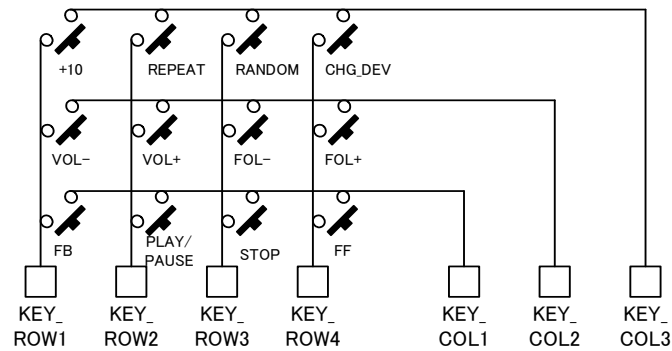 +10 REPEAT RANDOM CHG_DEV
VOL- VOL+ FOL- FOL+
FB PLAY/ STOP FF
PAUSE
KEY_ KEY_ KEY_ KEY_ KEY_ KEY_ KEY_
ROW1 ROW2 ROW3 ROW4 COL1 COL2 COL3